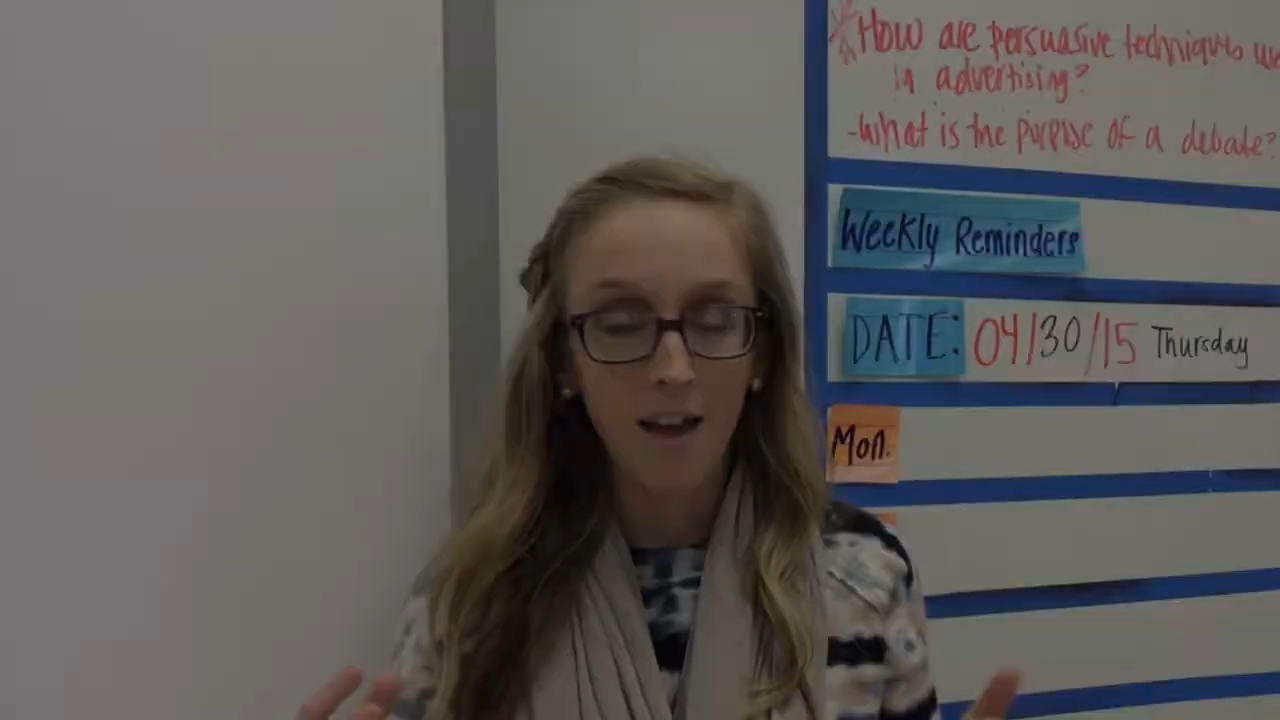 How are persuasive techniques
in advertising?
-What is the purpose of a debate?
Weekly Reminders
DATE: 04/30/15 Thursday
Mon.